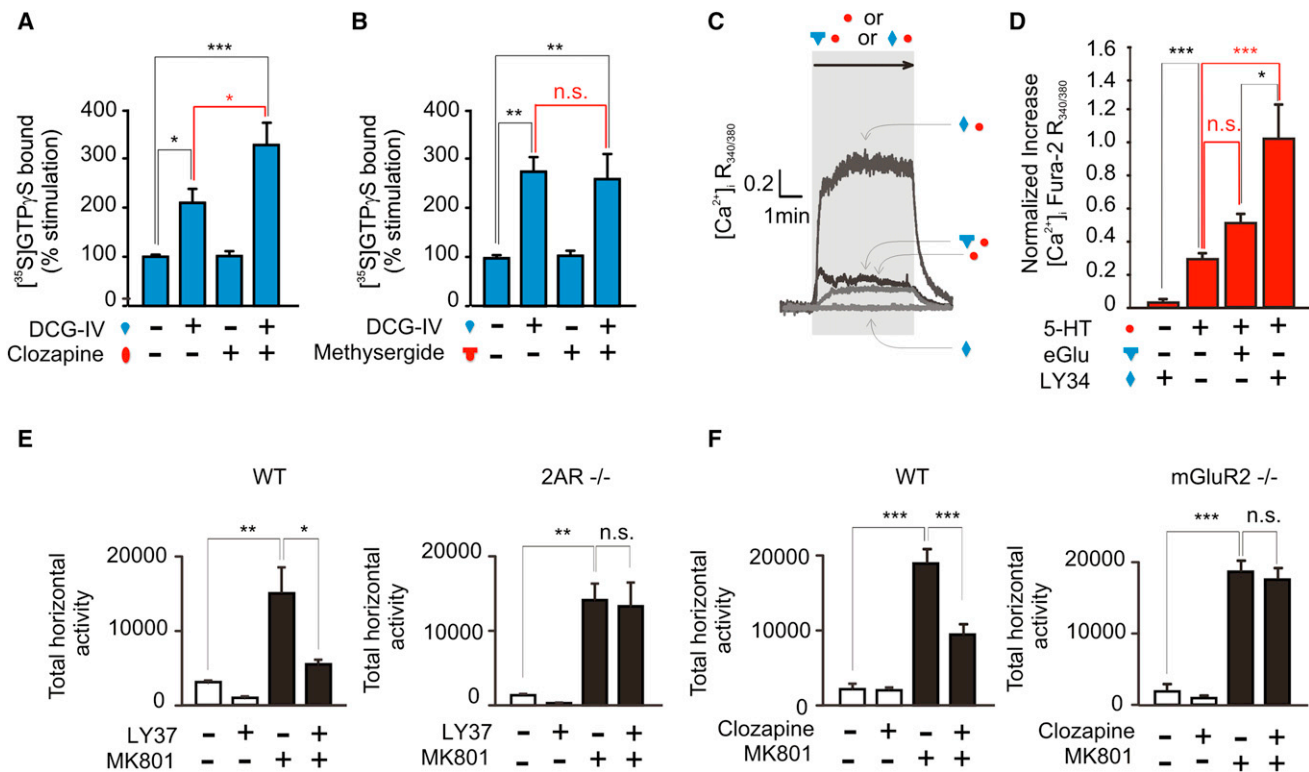 A
***
*
*
[³⁵S]GTPγS bound
(% stimulation)
400
300
200
100
0
DCG-IV − + − +
Clozapine − − + +
B
**
**
n.s.
[³⁵S]GTPγS bound
(% stimulation)
400
300
200
100
0
DCG-IV − + − +
Methysergide − − + +
C
or
or
[Ca²⁺]ᵢ R340/380
0.2
1min
D
***
***
*
n.s.
Normalized Increase
[Ca²⁺]ᵢ Fura-2 R340/380
1.6
1.4
1.2
1.0
0.8
0.6
0.4
0.2
0
5-HT − + + +
eGlu − − + −
LY34 + − − +
E
WT
**
*
Total horizontal
activity
20000
10000
0
LY37 − + − +
MK801 − − + +
2AR -/-
**
n.s.
Total horizontal
activity
20000
10000
0
LY37 − + − +
MK801 − − + +
F
WT
***
***
Total horizontal
activity
20000
10000
0
Clozapine − + − +
MK801 − − + +
mGluR2 -/-
***
n.s.
Total horizontal
activity
20000
10000
0
Clozapine − + − +
MK801 − − + +